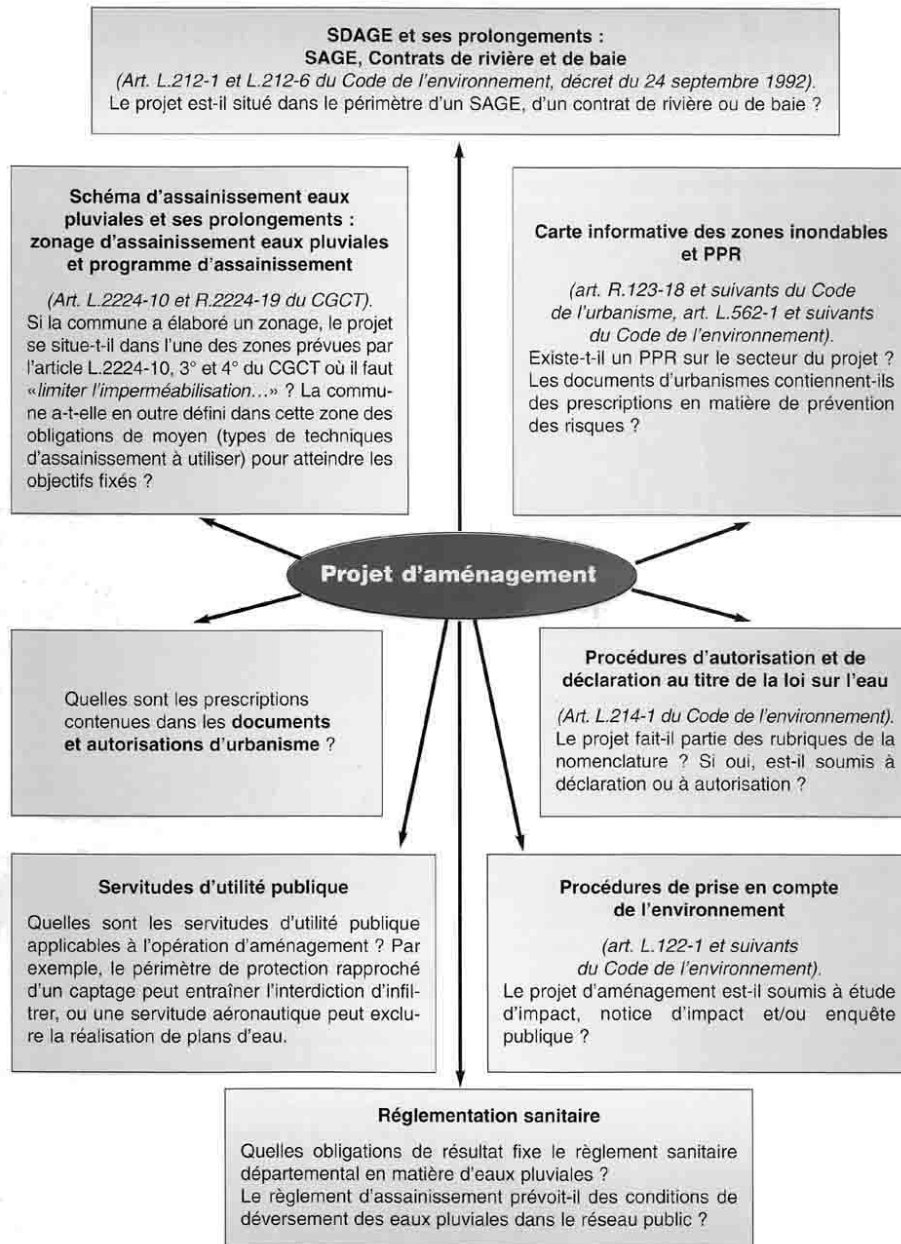 SDAGE et ses prolongements :
SAGE, Contrats de rivière et de baie
(Art. L.212-1 et L.212-6 du Code de l'environnement, décret du 24 septembre 1992).
Le projet est-il situé dans le périmètre d'un SAGE, d'un contrat de rivière ou de baie ?
Schéma d'assainissement eaux
pluviales et ses prolongements :
zonage d'assainissement eaux pluviales
et programme d'assainissement
(Art. L.2224-10 et R.2224-19 du CGCT).
Si la commune a élaboré un zonage, le projet
se situe-t-il dans l'une des zones prévues par
l'article L.2224-10, 3° et 4° du CGCT où il faut
«limiter l'imperméabilisation...» ? La commu-
ne a-t-elle en outre défini dans cette zone des
obligations de moyen (types de techniques
d'assainissement à utiliser) pour atteindre les
objectifs fixés ?
Carte informative des zones inondables
et PPR
(art. R.123-18 et suivants du Code
de l'urbanisme, art. L.562-1 et suivants
du Code de l'environnement).
Existe-t-il un PPR sur le secteur du projet ?
Les documents d'urbanismes contiennent-ils
des prescriptions en matière de prévention
des risques ?
Projet d'aménagement
Quelles sont les prescriptions
contenues dans les documents
et autorisations d'urbanisme ?
Procédures d'autorisation et de
déclaration au titre de la loi sur l'eau
(Art. L.214-1 du Code de l'environnement).
Le projet fait-il partie des rubriques de la
nomenclature ? Si oui, est-il soumis à
déclaration ou à autorisation ?
Servitudes d'utilité publique
Quelles sont les servitudes d'utilité publique
applicables à l'opération d'aménagement ? Par
exemple, le périmètre de protection rapproché
d'un captage peut entraîner l'interdiction d'infil-
trer, ou une servitude aéronautique peut exclu-
re la réalisation de plans d'eau.
Procédures de prise en compte
de l'environnement
(art. L.122-1 et suivants
du Code de l'environnement).
Le projet d'aménagement est-il soumis à étude
d'impact, notice d'impact et/ou enquête
publique ?
Réglementation sanitaire
Quelles obligations de résultat fixe le règlement sanitaire
départemental en matière d'eaux pluviales ?
Le règlement d'assainissement prévoit-il des conditions de
déversement des eaux pluviales dans le réseau public ?